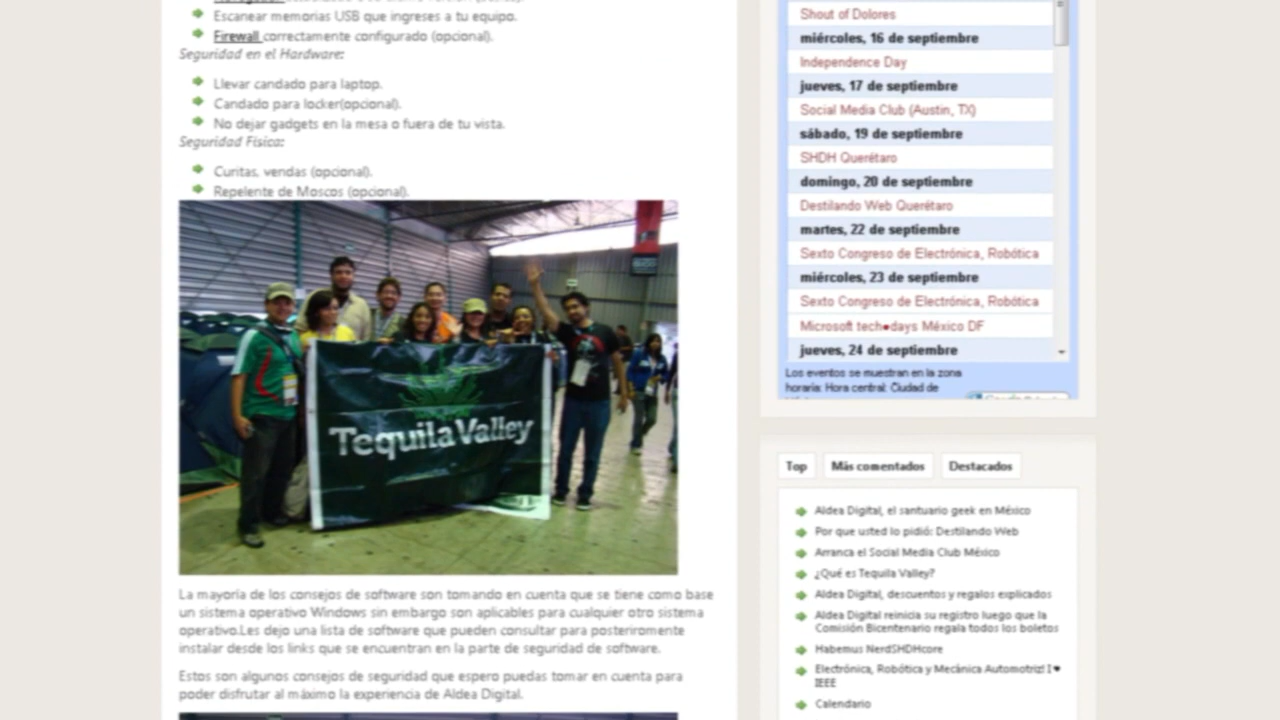 Escanear memorias USB que ingreses a tu equipo.
Firewall correctamente configurado (opcional).
Seguridad en el Hardware:
Llevar candado para laptop.
Candado para locker(opcional).
No dejar gadgets en la mesa o fuera de tu vista.
Seguridad Fisica:
Curitas, vendas (opcional).
Repelente de Moscos (opcional).
Tequila Valley
La mayoría de los consejos de software son tomando en cuenta que se tiene como base
un sistema operativo Windows sin embargo son aplicables para cualquier otro sistema
operativo.Les dejo una lista de software que pueden consultar para posteriromente
instalar desde los links que se encuentran en la parte de seguridad de software.
Estos son algunos consejos de seguridad que espero puedas tomar en cuenta para
poder disfrutar al máximo la experiencia de Aldea Digital.
Shout of Dolores
miércoles, 16 de septiembre
Independence Day
jueves, 17 de septiembre
Social Media Club (Austin, TX)
sábado, 19 de septiembre
SHDH Querétaro
domingo, 20 de septiembre
Destilando Web Querétaro
martes, 22 de septiembre
Sexto Congreso de Electrónica, Robótica
miércoles, 23 de septiembre
Sexto Congreso de Electrónica, Robótica
Microsoft tech•days México DF
jueves, 24 de septiembre
Los eventos se muestran en la zona
horaria: Hora central: Ciudad de
Top Más comentados Destacados
Aldea Digital, el santuario geek en México
Por que usted lo pidió: Destilando Web
Arranca el Social Media Club México
¿Qué es Tequila Valley?
Aldea Digital, descuentos y regalos explicados
Aldea Digital reinicia su registro luego que la
Comisión Bicentenario regala todos los boletos
Habemus NerdSHDHcore
Electrónica, Robótica y Mecánica Automotriz! I ♥
IEEE
Calendario